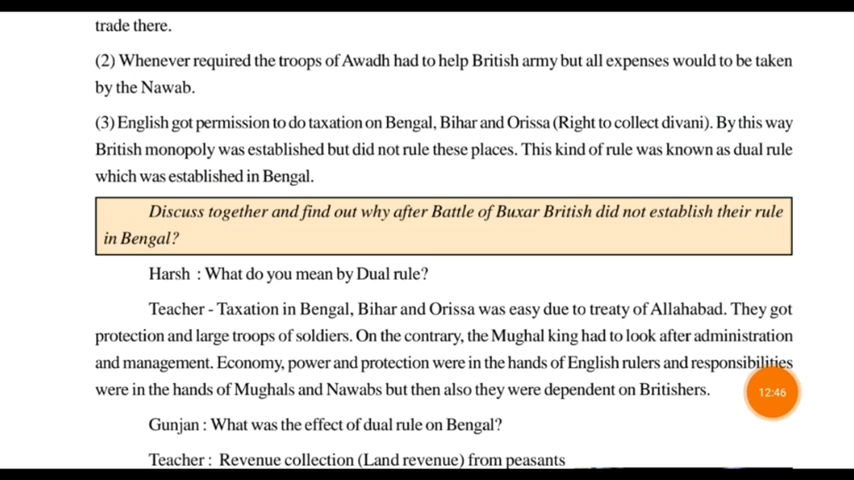 trade there.
(2) Whenever required the troops of Awadh had to help British army but all expenses would to be taken
by the Nawab.
(3) English got permission to do taxation on Bengal, Bihar and Orissa (Right to collect divani). By this way
British monopoly was established but did not rule these places. This kind of rule was known as dual rule
which was established in Bengal.
Discuss together and find out why after Battle of Buxar British did not establish their rule
in Bengal?
Harsh : What do you mean by Dual rule?
Teacher - Taxation in Bengal, Bihar and Orissa was easy due to treaty of Allahabad. They got
protection and large troops of soldiers. On the contrary, the Mughal king had to look after administration
and management. Economy, power and protection were in the hands of English rulers and responsibilities
were in the hands of Mughals and Nawabs but then also they were dependent on Britishers.
12:46
Gunjan : What was the effect of dual rule on Bengal?
Teacher : Revenue collection (Land revenue) from peasants